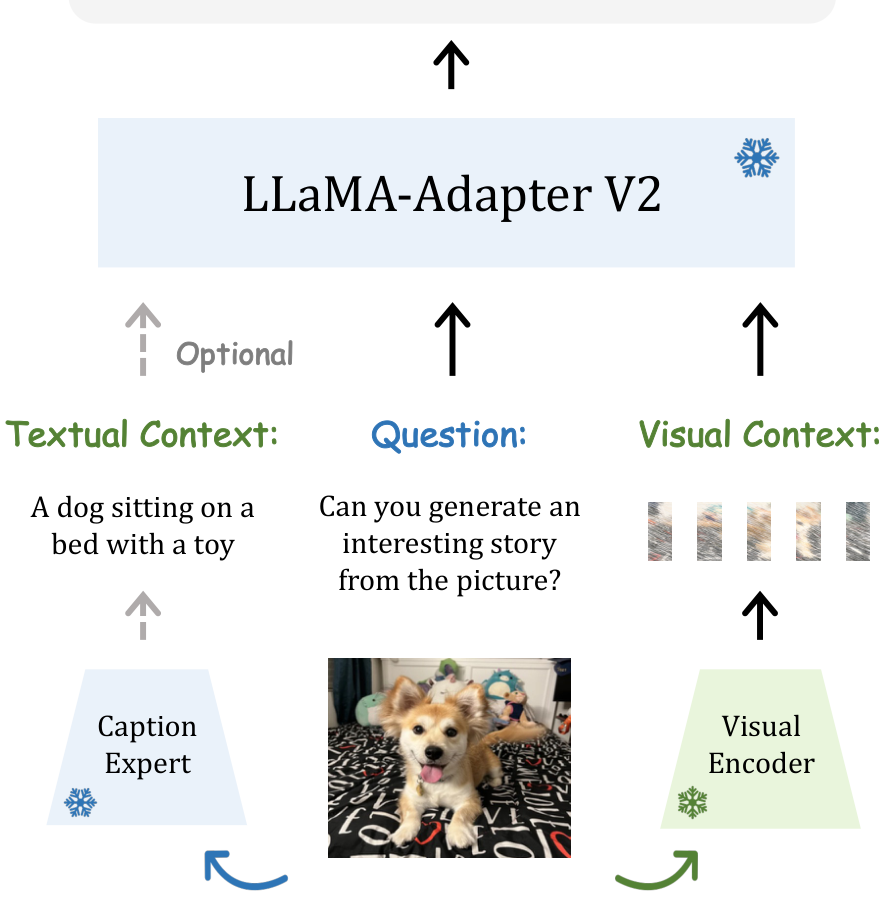 LLaMA-Adapter V2
Optional
Textual Context:
A dog sitting on a
bed with a toy
Question:
Can you generate an
interesting story
from the picture?
Visual Context:
Caption
Expert
Visual
Encoder
LOVE